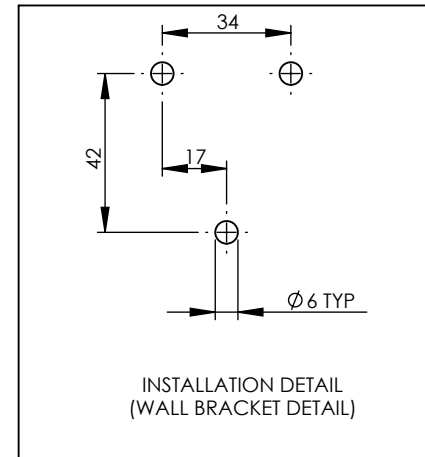 34
42
17
Ø6 TYP
INSTALLATION DETAIL
(WALL BRACKET DETAIL)